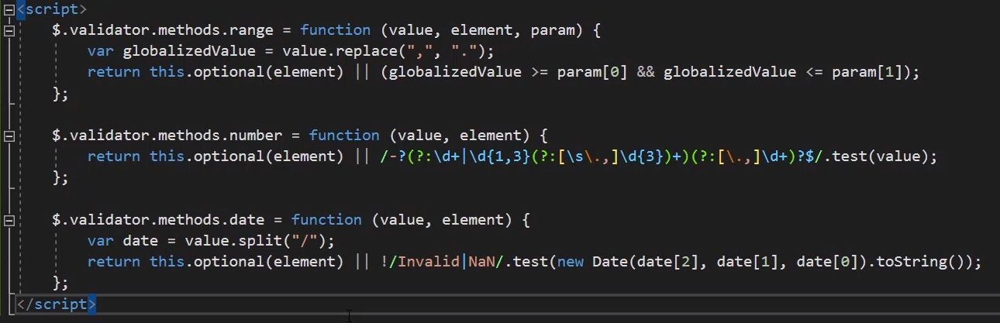 <script>
$.validator.methods.range = function (value, element, param) {
var globalizedValue = value.replace(",", ".");
return this.optional(element) || (globalizedValue >= param[0] && globalizedValue <= param[1]);
};
$.validator.methods.number = function (value, element) {
return this.optional(element) || /-?(?:\d+|\d{1,3}(?:[\s\.,]\d{3})+)(?:[\.,]\d+)?$/.test(value);
};
$.validator.methods.date = function (value, element) {
var date = value.split("/");
return this.optional(element) || !/Invalid|NaN/.test(new Date(date[2], date[1], date[0]).toString());
};
</script>